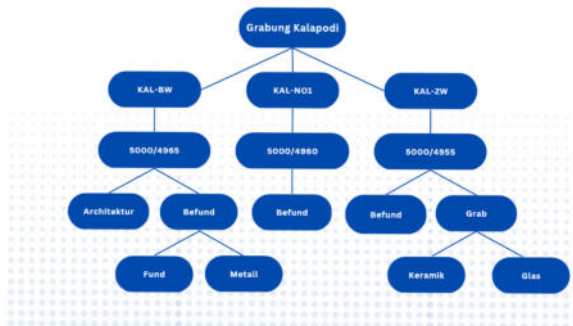 Grabung Kalapodi
KAL-BW
KAL-NO1
KAL-ZW
5000/4965
5000/4960
5000/4955
Architektur
Befund
Befund
Befund
Grab
Fund
Metall
Keramik
Glas